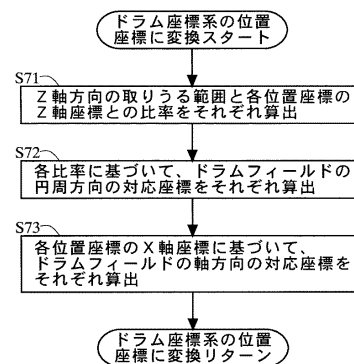 ドラム座標系の位置
座標に変換スタート
S71
Z軸方向の取りうる範囲と各位置座標の
Z軸座標との比率をそれぞれ算出
S72
各比率に基づいて、ドラムフィールドの
円周方向の対応座標をそれぞれ算出
S73
各位置座標のX軸座標に基づいて、
ドラムフィールドの軸方向の対応座標を
それぞれ算出
ドラム座標系の位置
座標に変換リターン